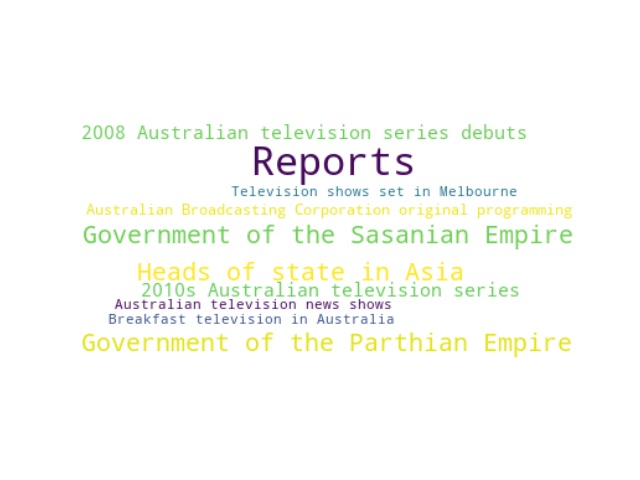 2008 Australian television series debuts
Reports
Television shows set in Melbourne
Australian Broadcasting Corporation original programming
Government of the Sasanian Empire
Heads of state in Asia
2010s Australian television series
Australian television news shows
Breakfast television in Australia
Government of the Parthian Empire